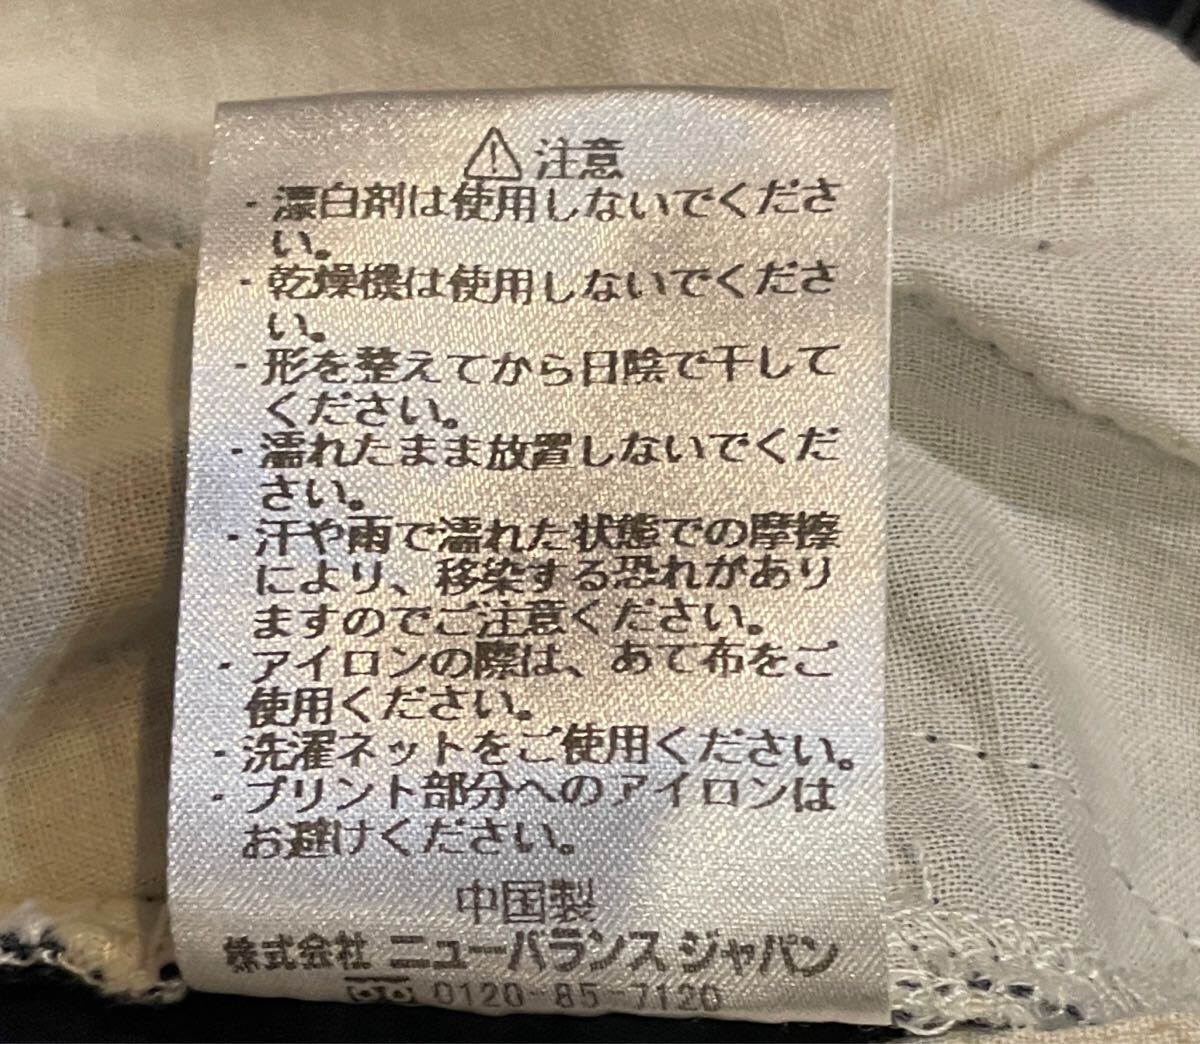 注意
・漂白剤は使用しないでくださ
い。
・乾燥機は使用しないでくださ
い。
・形を整えてから日陰で干して
ください。
・濡れたまま放置しないでくだ
さい。
・汗や雨で濡れた状態での摩擦
により、移染する恐れがあり
ますのでご注意ください。
・アイロンの際は、あて布をご
使用ください。
・洗濯ネットをご使用ください。
・プリント部分へのアイロンは
お避けください。
中国製
株式会社 ニューバランス ジャパン
0120-85-7120